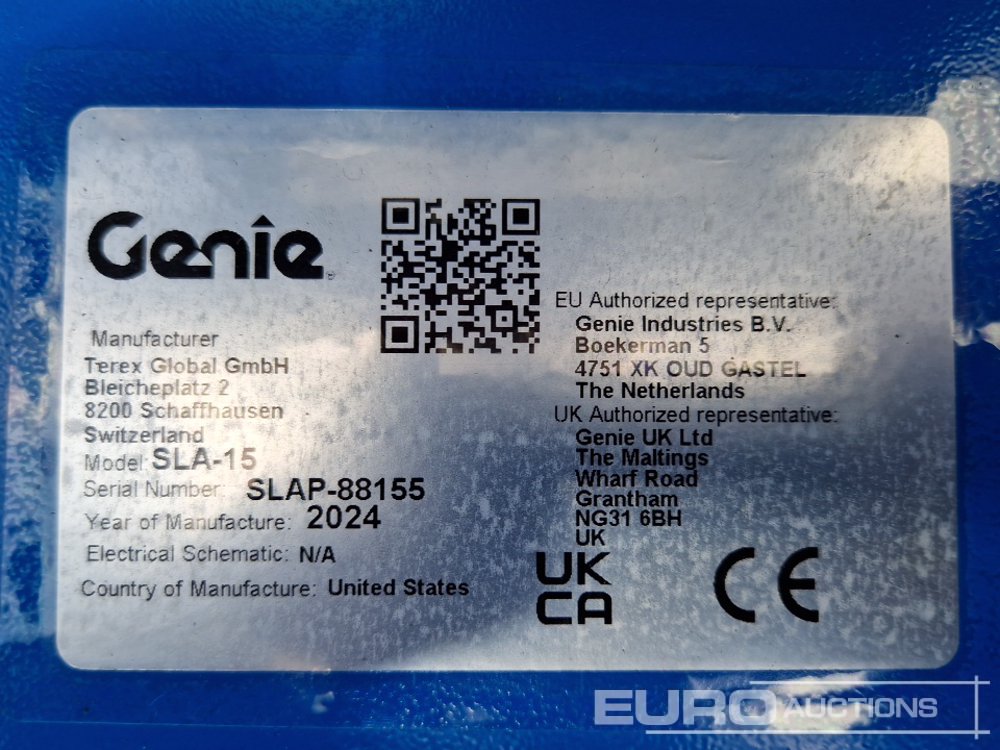 Genie
Manufacturer
Terex Global GmbH
Bleicheplatz 2
8200 Schaffhausen
Switzerland
Model SLA-15
Serial Number: SLAP-88155
Year of Manufacture: 2024
Electrical Schematic: N/A
Country of Manufacture: United States
EU Authorized representative:
Genie Industries B.V.
Boekerman 5
4751 XK OUD GASTEL
The Netherlands
UK Authorized representative:
Genie UK Ltd
The Maltings
Wharf Road
Grantham
NG31 6BH
UK
UK
CA
CE
EURO AUCTIONS